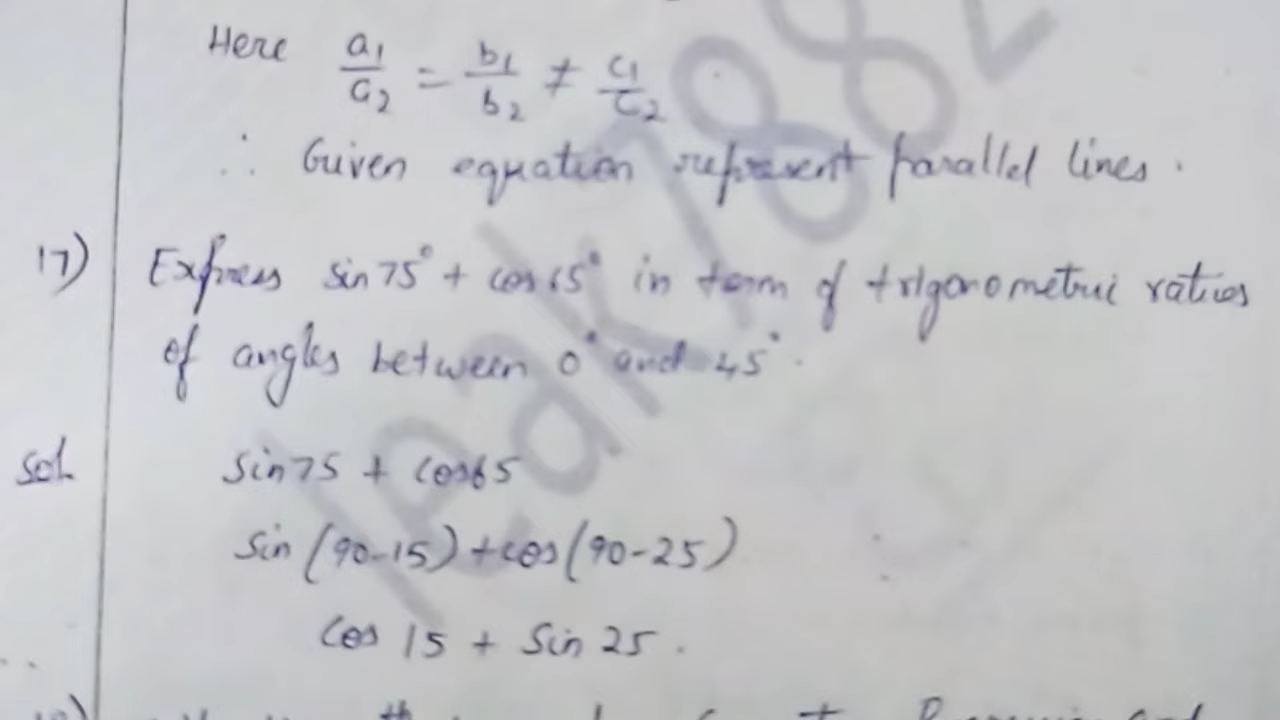 Here a1/a2 = b1/b2 ≠ c1/c2
∴ Given equation represent parallel lines.
17) Express sin 75° + cos 65° in term of trigonometric ratios
of angles between 0° and 45°.
Sol. sin 75 + cos 65
sin (90-15) + cos (90-25)
cos 15 + sin 25.